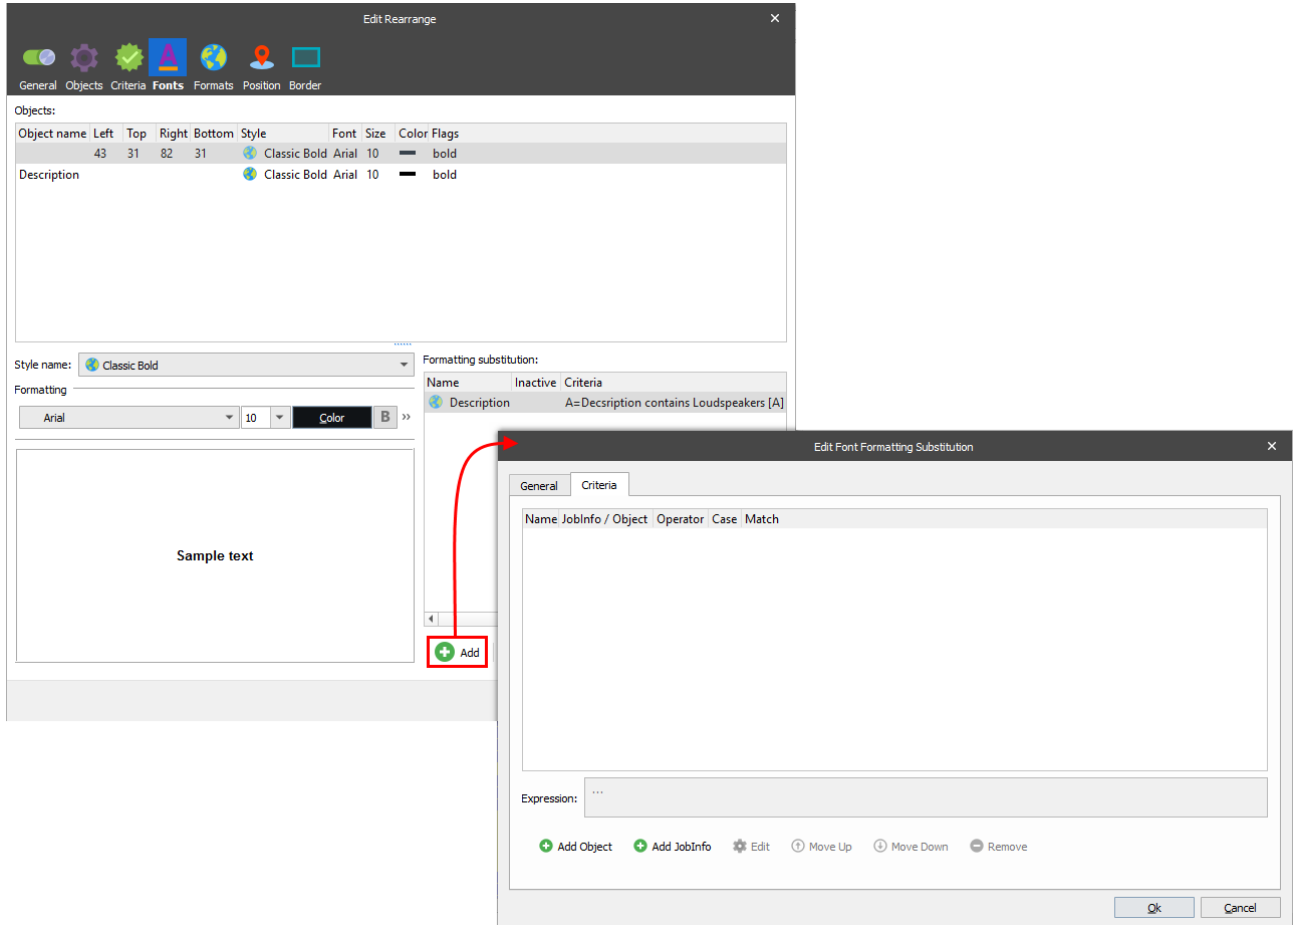 Edit Rearrange
General Objects Criteria Fonts Formats Position Border
Objects:
Object name Left Top Right Bottom Style Font Size Color Flags
43 31 82 31 Classic Bold Arial 10 bold
Description Classic Bold Arial 10 bold
Style name: Classic Bold
Formatting
Arial 10 Color B »
Sample text
Formatting substitution:
Name Inactive Criteria
Description A=Decsription contains Loudspeakers [A]
Add
Edit Font Formatting Substitution
General Criteria
Name JobInfo / Object Operator Case Match
Expression: ...
Add Object Add JobInfo Edit Move Up Move Down Remove
Ok Cancel